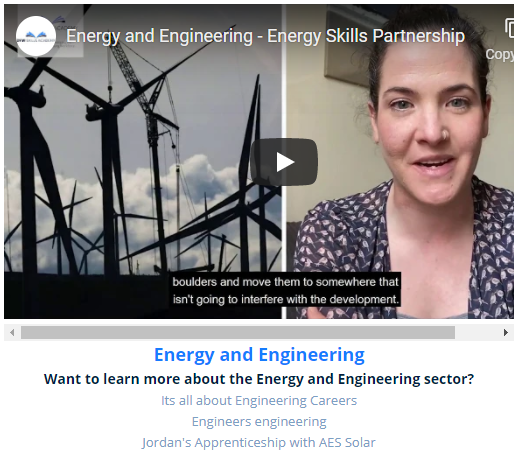 Energy and Engineering - Energy Skills Partnership
Copy
boulders and move them to somewhere that
isn't going to interfere with the development.
Energy and Engineering
Want to learn more about the Energy and Engineering sector?
Its all about Engineering Careers
Engineers engineering
Jordan's Apprenticeship with AES Solar